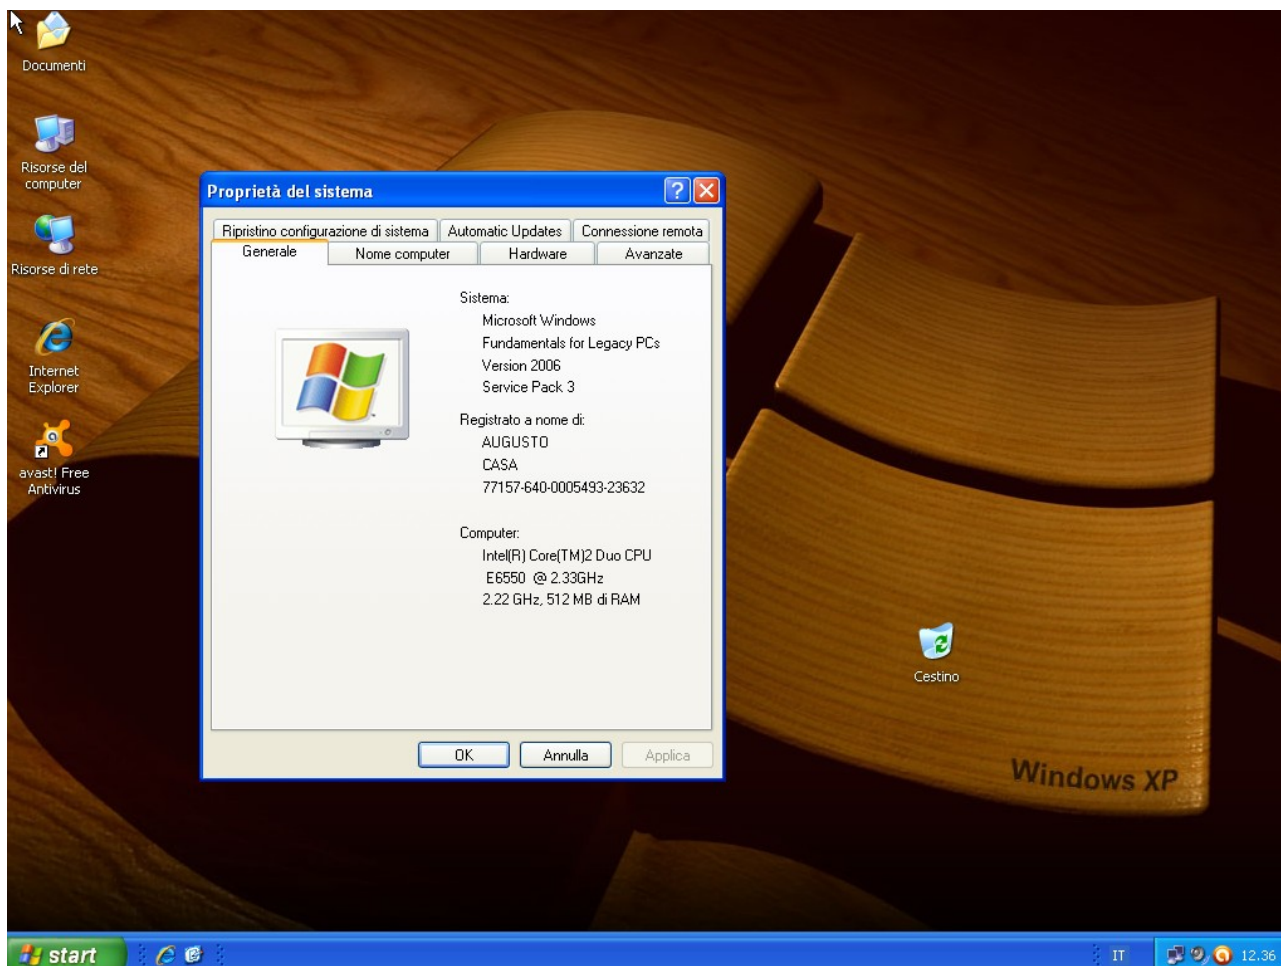 Documenti
Risorse del
computer
Risorse di rete
Internet
Explorer
avast! Free
Antivirus
Proprietà del sistema
Ripristino configurazione di sistema Automatic Updates Connessione remota
Generale Nome computer Hardware Avanzate
Sistema:
Microsoft Windows
Fundamentals for Legacy PCs
Version 2006
Service Pack 3
Registrato a nome di:
AUGUSTO
CASA
77157-640-0005493-23632
Computer:
Intel(R) Core(TM)2 Duo CPU
E6550 @ 2.33GHz
2.22 GHz, 512 MB di RAM
OK Annulla Applica
Cestino
Windows XP
start IT 12.36